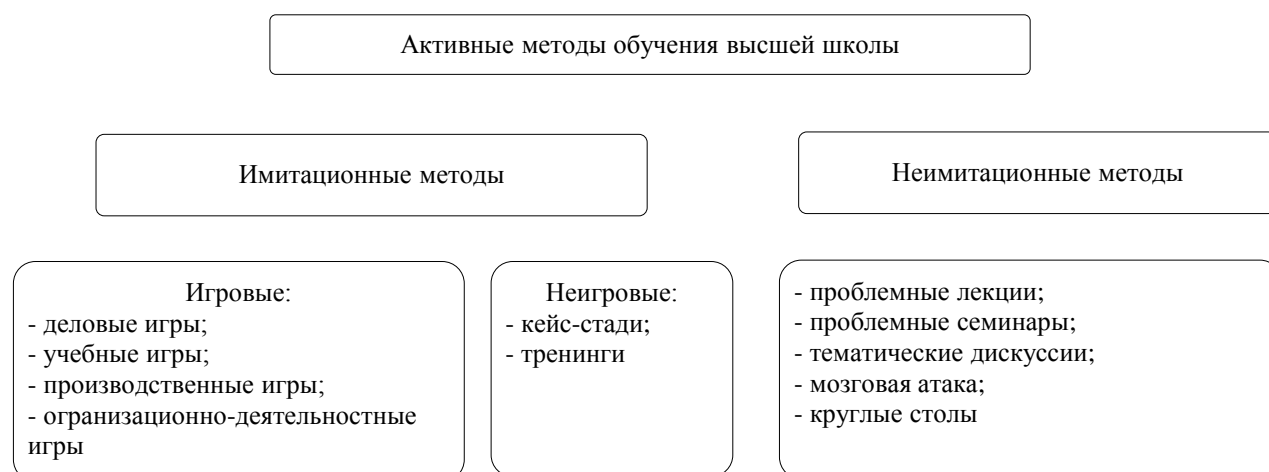 Активные методы обучения высшей школы
Имитационные методы
Неимитационные методы
Игровые:
- деловые игры;
- учебные игры;
- производственные игры;
- огранизационно-деятельностные
игры
Неигровые:
- кейс-стади;
- тренинги
- проблемные лекции;
- проблемные семинары;
- тематические дискуссии;
- мозговая атака;
- круглые столы